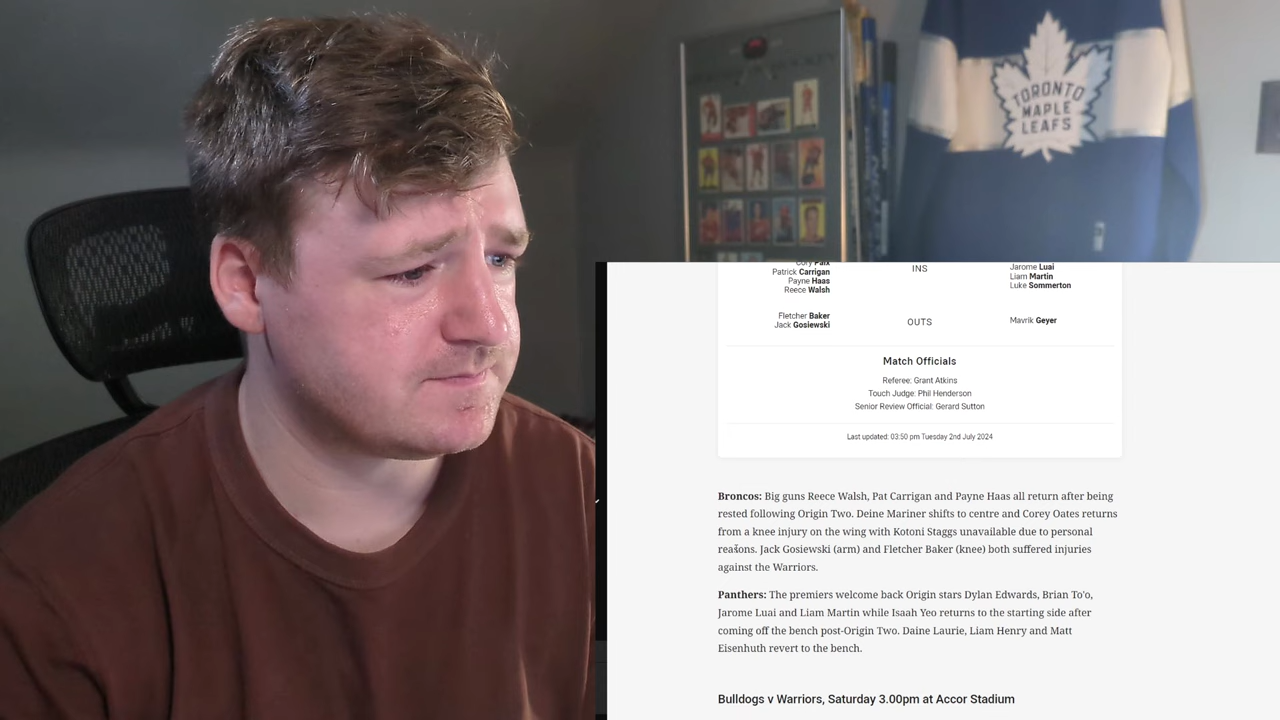 TORONTO
MAPLE
LEAFS
Cory Paix
Patrick Carrigan
Payne Haas
Reece Walsh
INS
Jarome Luai
Liam Martin
Luke Sommerton
Fletcher Baker
Jack Gosiewski
OUTS
Mavrik Geyer
Match Officials
Referee: Grant Atkins
Touch Judge: Phil Henderson
Senior Review Official: Gerard Sutton
Last updated: 03:50 pm Tuesday 2nd July 2024
Broncos: Big guns Reece Walsh, Pat Carrigan and Payne Haas all return after being
rested following Origin Two. Deine Mariner shifts to centre and Corey Oates returns
from a knee injury on the wing with Kotoni Staggs unavailable due to personal
reasons. Jack Gosiewski (arm) and Fletcher Baker (knee) both suffered injuries
against the Warriors.
Panthers: The premiers welcome back Origin stars Dylan Edwards, Brian To'o,
Jarome Luai and Liam Martin while Isaah Yeo returns to the starting side after
coming off the bench post-Origin Two. Daine Laurie, Liam Henry and Matt
Eisenhuth revert to the bench.
Bulldogs v Warriors, Saturday 3.00pm at Accor Stadium